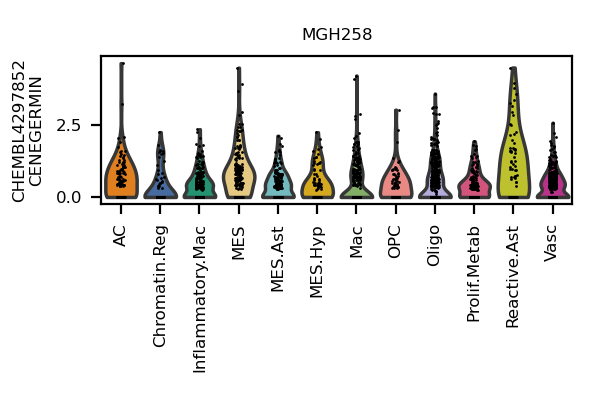 MGH258
CHEMBL4297852
CENEGERMIN
2.5
0.0
AC
Chromatin.Reg
Inflammatory.Mac
MES
MES.Ast
MES.Hyp
Mac
OPC
Oligo
Prolif.Metab
Reactive.Ast
Vasc